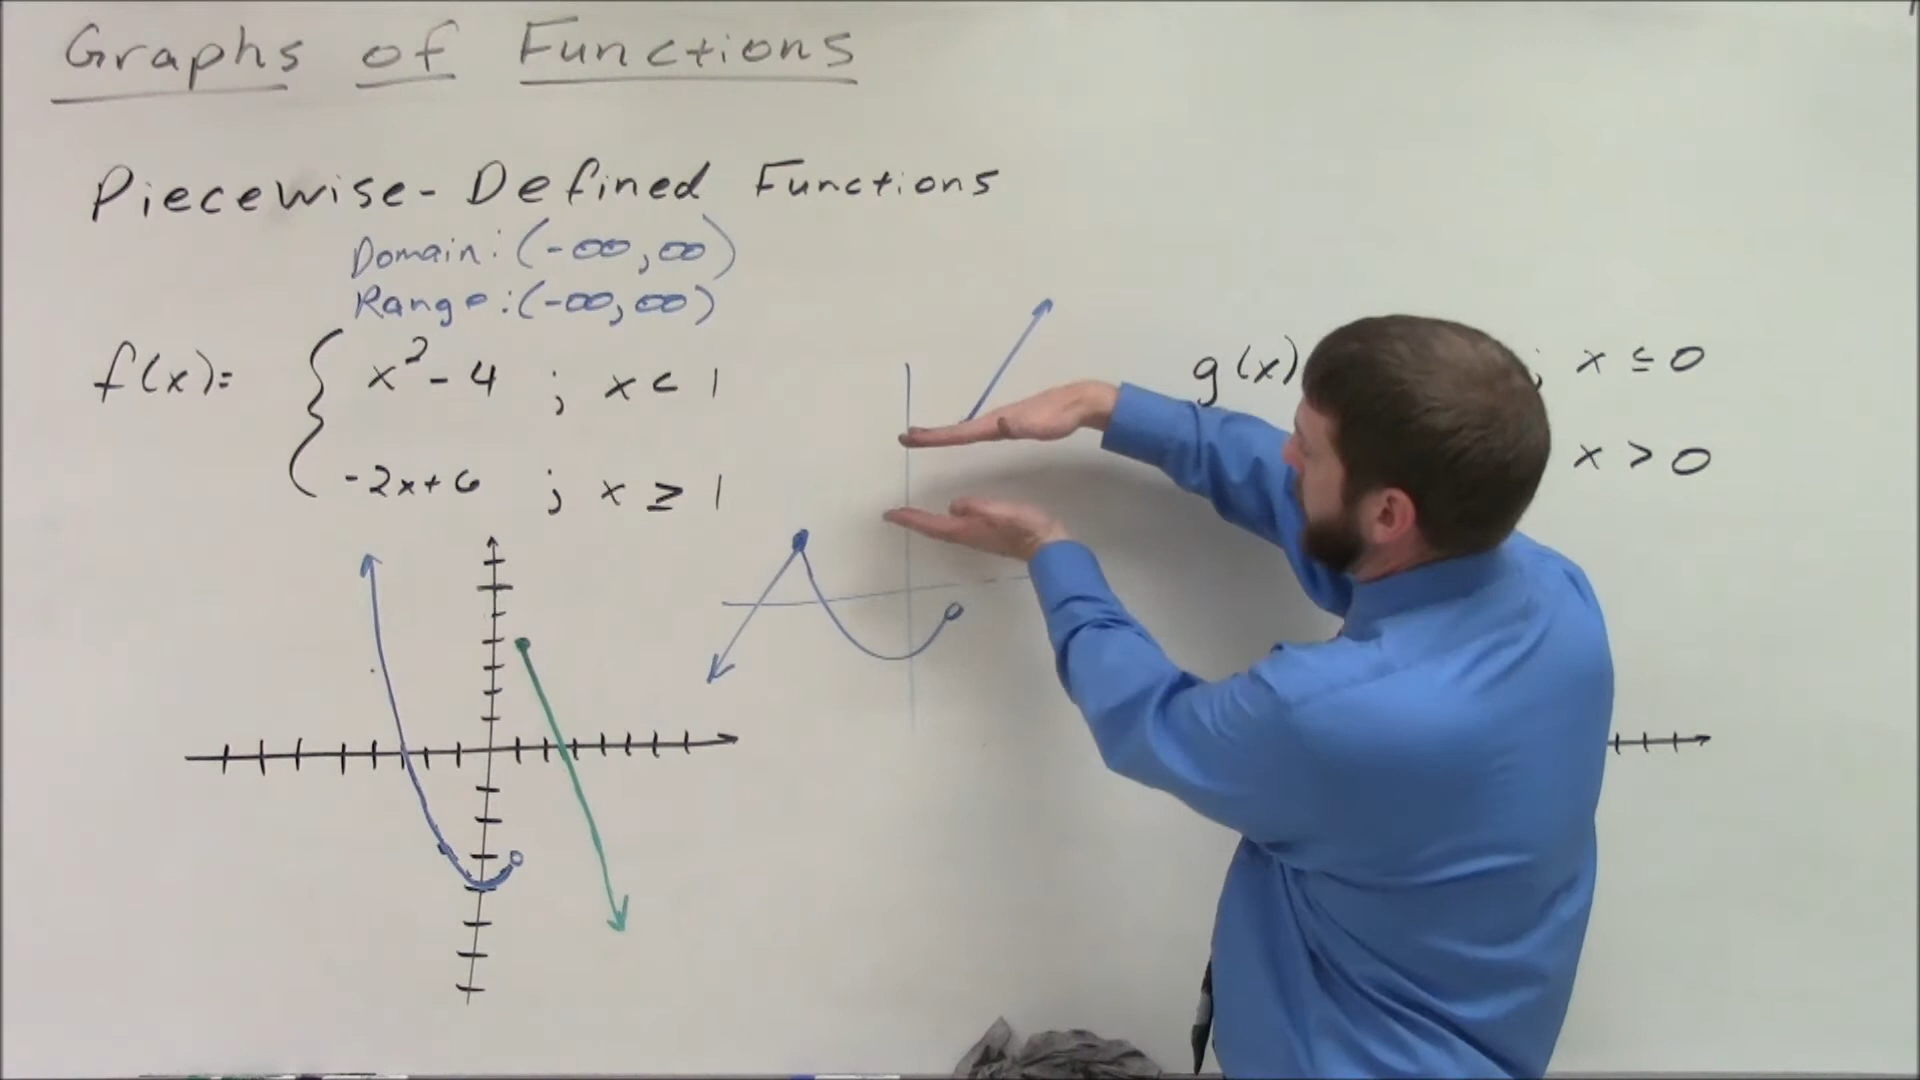 Graphs of Functions
Piecewise-Defined Functions
Domain: (-∞,∞)
Range: (-∞,∞)
f(x)= { x² - 4 ; x < 1
-2x+6 ; x ≥ 1
g(x) ; x ≤ 0
x > 0